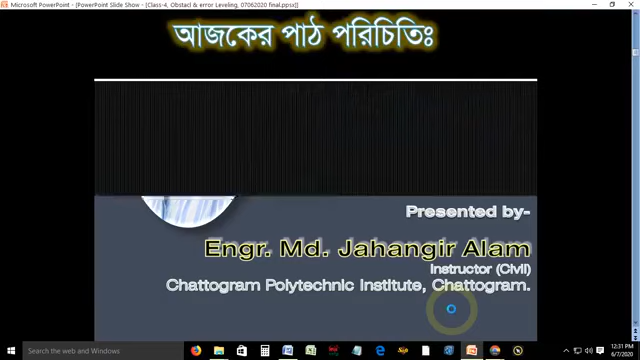 Microsoft PowerPoint - [PowerPoint Slide Show - [Class-4, Obstacl & error Leveling, 07062020 final.ppsx]]
আজকের পাঠ পরিচিতিঃ
Presented by-
Engr. Md. Jahangir Alam
Instructor (Civil)
Chattogram Polytechnic Institute, Chattogram.
Search the web and Windows
12:31 PM
6/7/2020